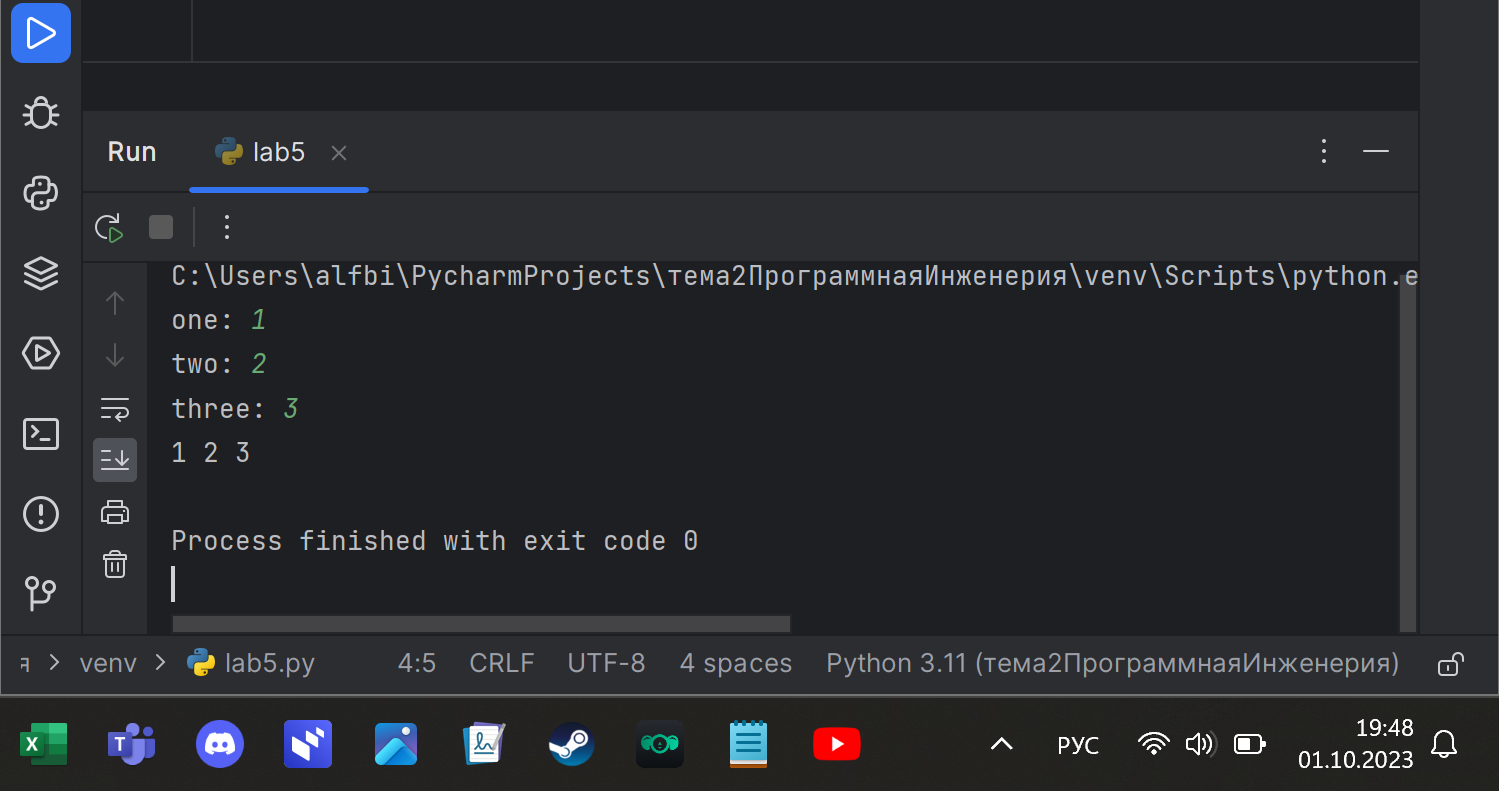 Run lab5
C:\Users\alfbi\PycharmProjects\тема2ПрограммнаяИнженерия\venv\Scripts\python.e
one: 1
two: 2
three: 3
1 2 3
Process finished with exit code 0
я > venv > lab5.py 4:5 CRLF UTF-8 4 spaces Python 3.11 (тема2ПрограммнаяИнженерия)
X T РУС 19:48
01.10.2023